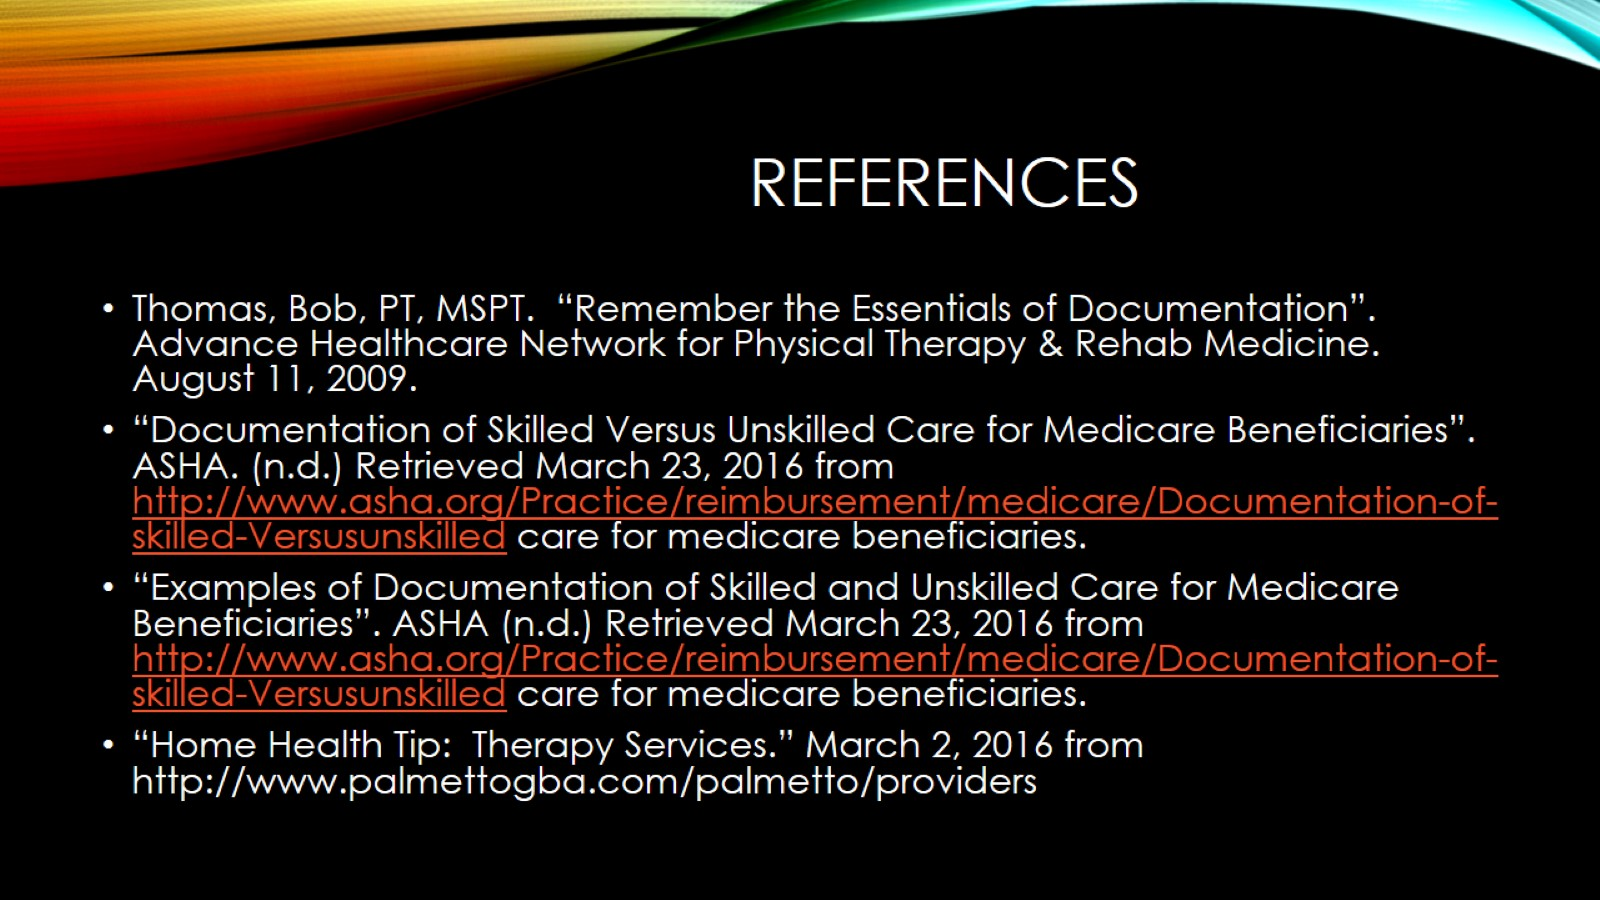 REFERENCES
• Thomas, Bob, PT, MSPT.  “Remember the Essentials of Documentation”.
Advance Healthcare Network for Physical Therapy & Rehab Medicine.
August 11, 2009.
• “Documentation of Skilled Versus Unskilled Care for Medicare Beneficiaries”.
ASHA. (n.d.) Retrieved March 23, 2016 from
http://www.asha.org/Practice/reimbursement/medicare/Documentation-of-
skilled-Versusunskilled care for medicare beneficiaries.
• “Examples of Documentation of Skilled and Unskilled Care for Medicare
Beneficiaries”. ASHA (n.d.) Retrieved March 23, 2016 from
http://www.asha.org/Practice/reimbursement/medicare/Documentation-of-
skilled-Versusunskilled care for medicare beneficiaries.
• “Home Health Tip:  Therapy Services.” March 2, 2016 from
http://www.palmettogba.com/palmetto/providers